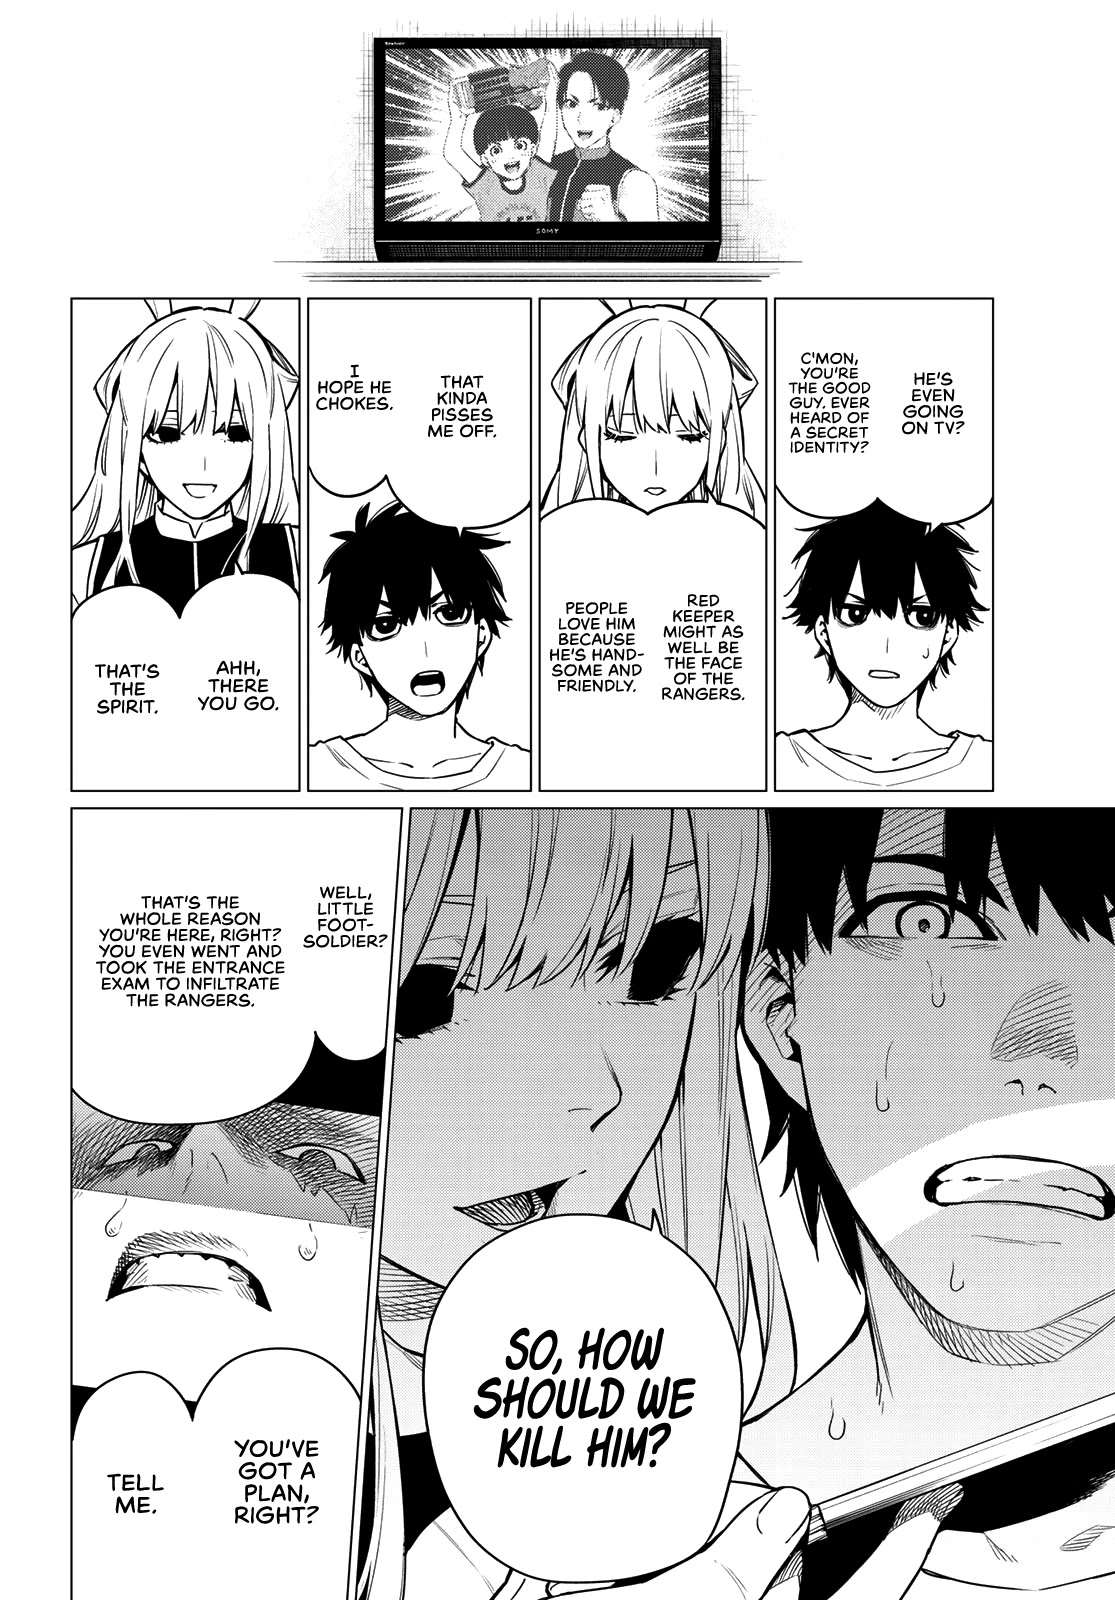 SOMY
HE'S
EVEN
GOING
ON TV?
C'MON,
YOU'RE
THE GOOD
GUY. EVER
HEARD OF
A SECRET
IDENTITY?
RED
KEEPER
MIGHT AS
WELL BE
THE FACE
OF THE
RANGERS.
PEOPLE
LOVE HIM
BECAUSE
HE'S HAND-
SOME AND
FRIENDLY.
THAT
KINDA
PISSES
ME OFF.
I
HOPE HE
CHOKES.
AHH,
THERE
YOU GO.
THAT'S
THE
SPIRIT.
SO, HOW
SHOULD WE
KILL HIM?
WELL,
LITTLE
FOOT-
SOLDIER?
THAT'S THE
WHOLE REASON
YOU'RE HERE, RIGHT?
YOU EVEN WENT AND
TOOK THE ENTRANCE
EXAM TO INFILTRATE
THE RANGERS.
YOU'VE
GOT A
PLAN,
RIGHT?
TELL
ME.